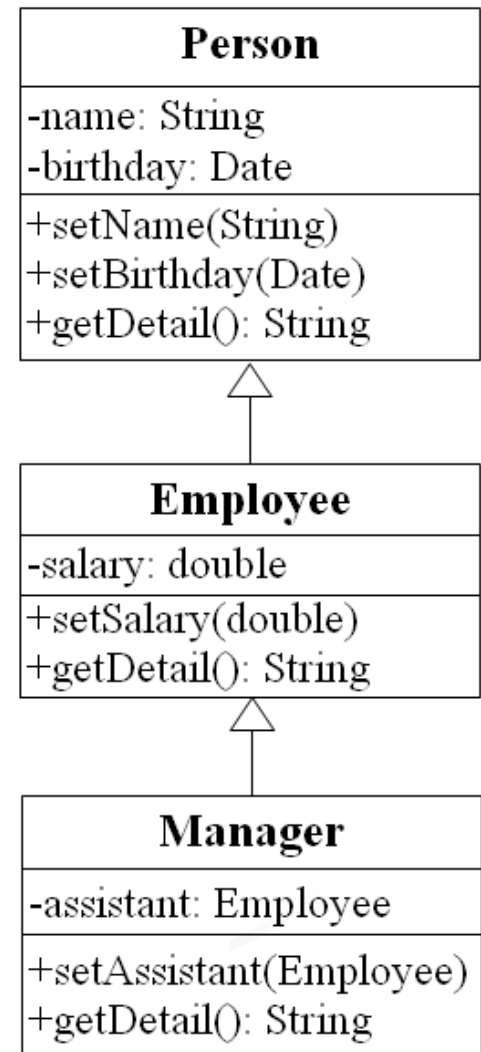 Person
-name: String
-birthday: Date
+setName(String)
+setBirthday(Date)
+getDetail(): String
Employee
-salary: double
+setSalary(double)
+getDetail(): String
Manager
-assistant: Employee
+setAssistant(Employee)
+getDetail(): String